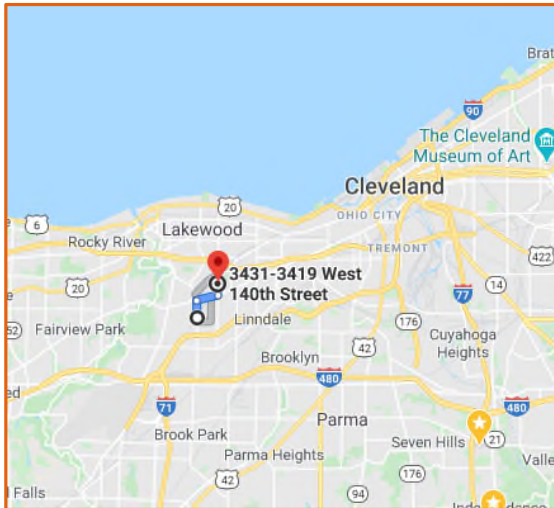 Brat
90
The Cleveland
Museum of Art
Cleveland
14
20
OHIO CITY
Lakewood
6
Rocky River
TREMONT
422
3431-3419 West
140th Street
20
77
52
Fairview Park
Linndale
176
Cuyahoga
Heights
42
Brooklyn
ed
480
71
480
Parma
Brook Park
Seven Hills
21
Parma Heights
176
Valle
42
l Falls
94
Independence